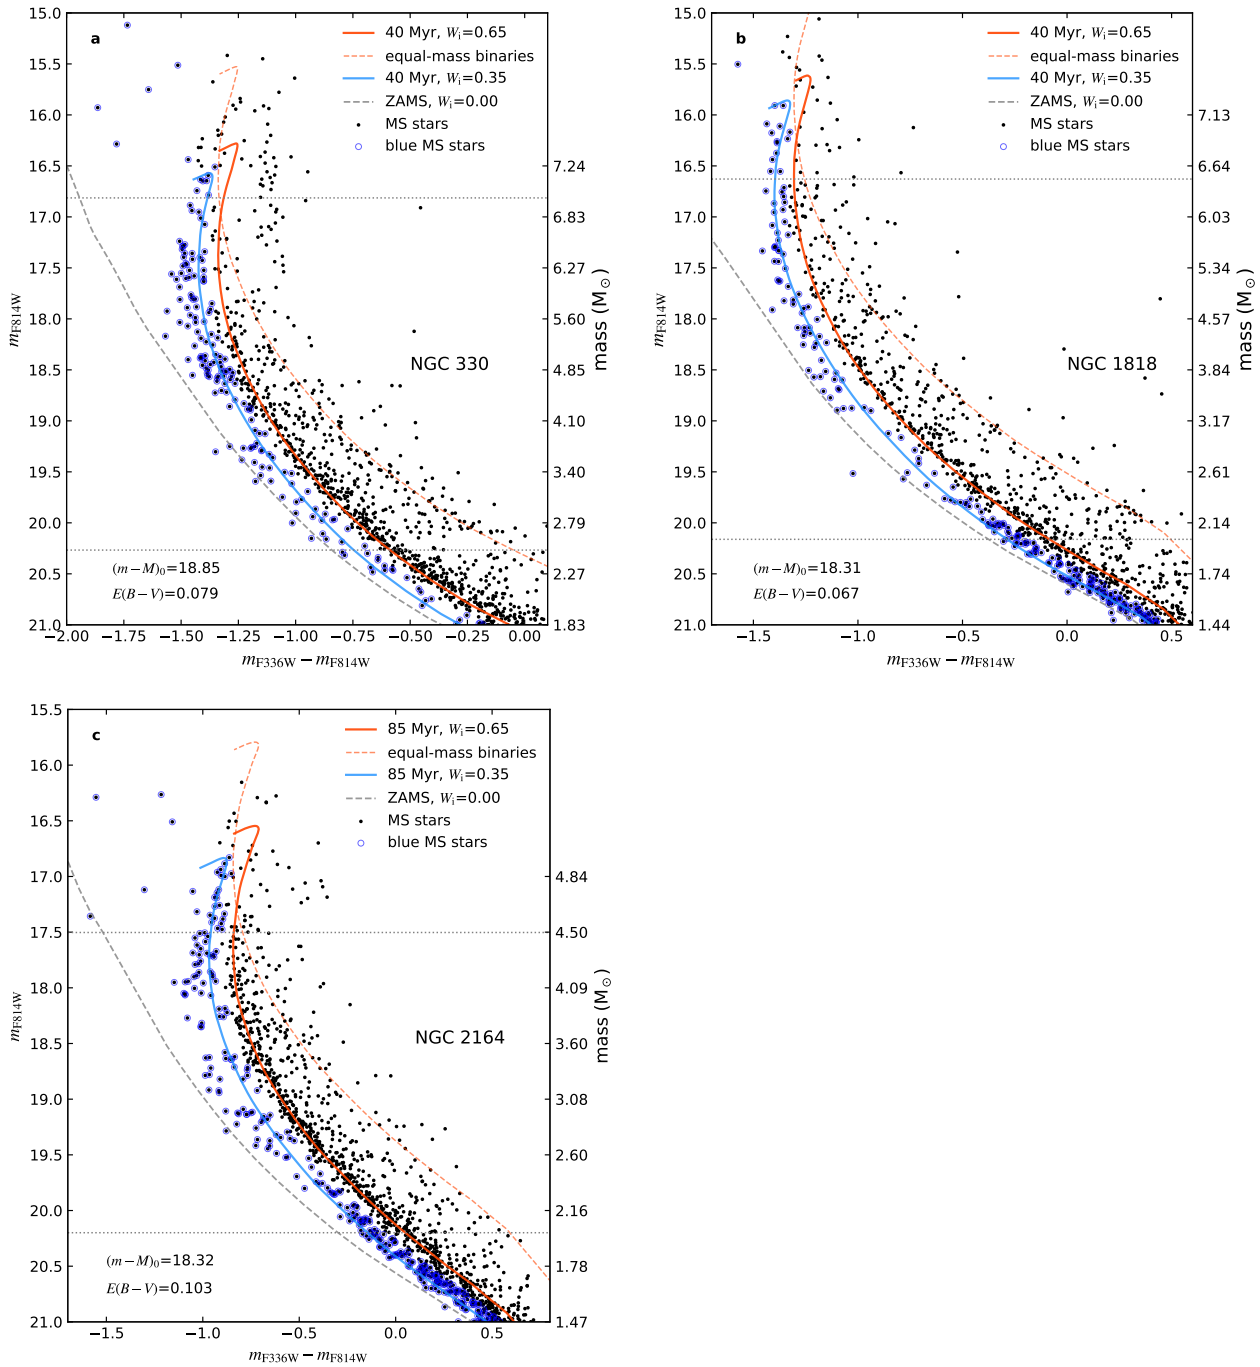 a
40 Myr, Wi=0.65
equal-mass binaries
40 Myr, Wi=0.35
ZAMS, Wi=0.00
MS stars
blue MS stars
15.0
15.5
16.0
16.5
17.0
17.5
18.0
18.5
19.0
19.5
20.0
20.5
21.0
mF814W
7.24
6.83
6.27
5.60
4.85
4.10
3.40
2.79
2.27
1.83
mass (M⊙)
NGC 330
(m−M)0=18.85
E(B−V)=0.079
−2.00 −1.75 −1.50 −1.25 −1.00 −0.75 −0.50 −0.25 0.00
mF336W − mF814W
b
40 Myr, Wi=0.65
equal-mass binaries
40 Myr, Wi=0.35
ZAMS, Wi=0.00
MS stars
blue MS stars
15.0
15.5
16.0
16.5
17.0
17.5
18.0
18.5
19.0
19.5
20.0
20.5
21.0
mF814W
7.13
6.64
6.03
5.34
4.57
3.84
3.17
2.61
2.14
1.74
1.44
mass (M⊙)
NGC 1818
(m−M)0=18.31
E(B−V)=0.067
−1.5 −1.0 −0.5 0.0 0.5
mF336W − mF814W
c
85 Myr, Wi=0.65
equal-mass binaries
85 Myr, Wi=0.35
ZAMS, Wi=0.00
MS stars
blue MS stars
15.5
16.0
16.5
17.0
17.5
18.0
18.5
19.0
19.5
20.0
20.5
21.0
mF814W
4.84
4.50
4.09
3.60
3.08
2.60
2.16
1.78
1.47
mass (M⊙)
NGC 2164
(m−M)0=18.32
E(B−V)=0.103
−1.5 −1.0 −0.5 0.0 0.5
mF336W − mF814W